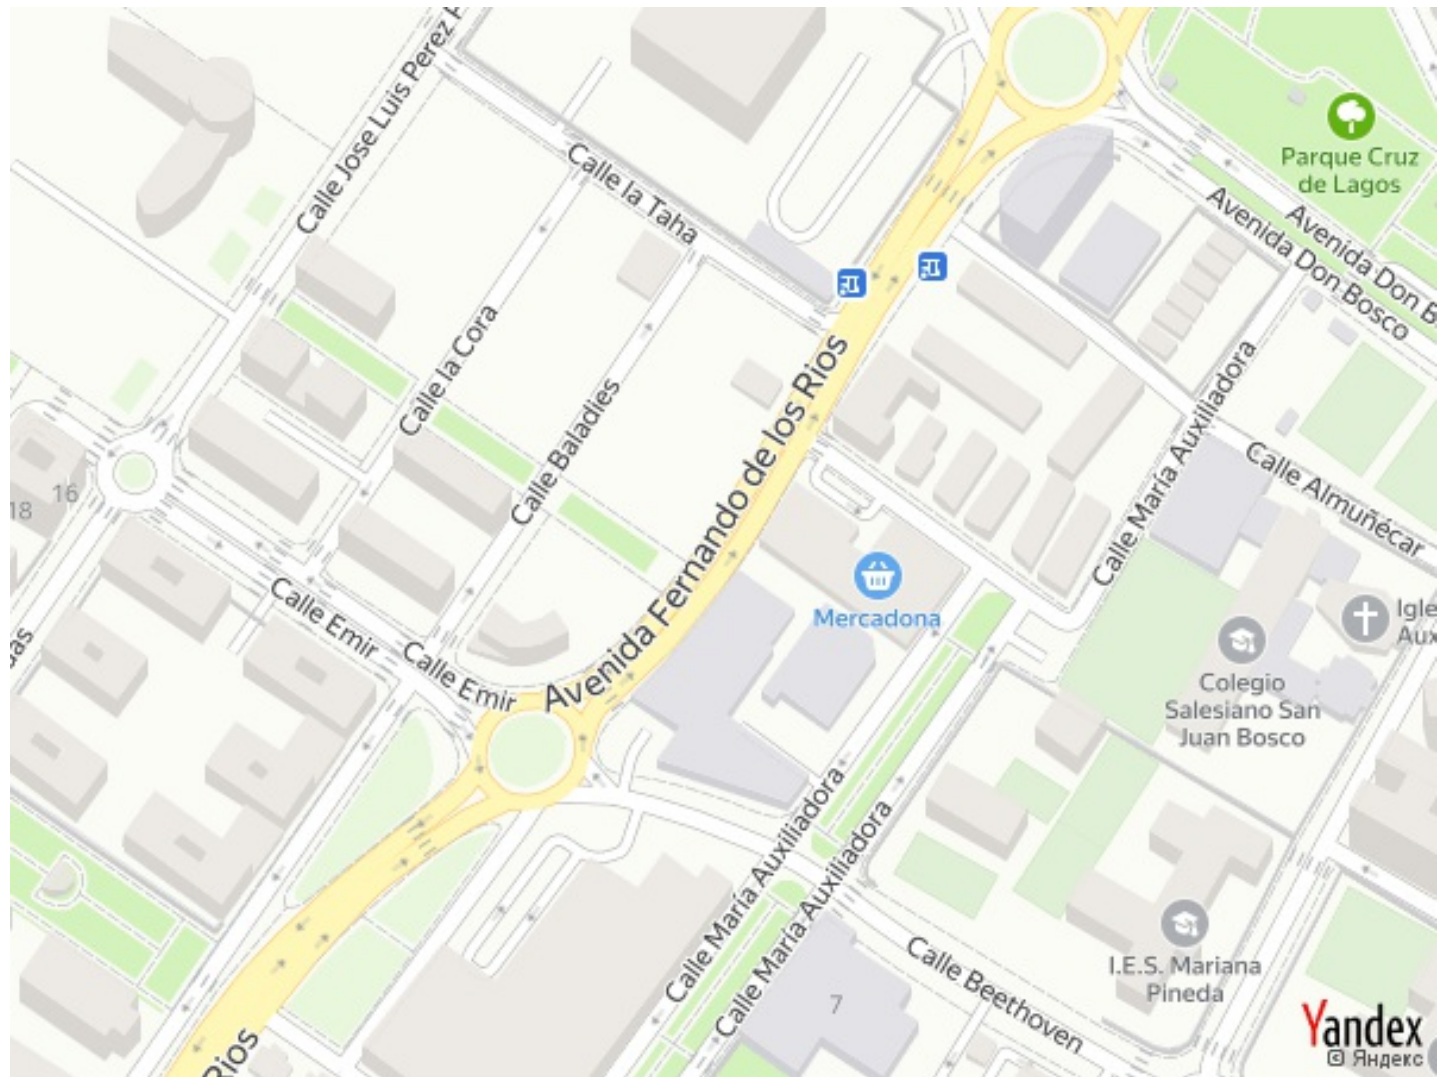 Calle Jose Luis Perez
Parque Cruz
de Lagos
Calle la Taha
Avenida Don Bosco
Avenida Don B
Calle la Cora
Calle Baladies
Avenida Fernando de los Rios
Calle María Auxiliadora
Calle Almuñécar
16
18
Mercadona
Calle Emir
Calle Emir
Igle
Aux
Colegio
Salesiano San
Juan Bosco
das
Calle María Auxiliadora
Calle María Auxiliadora
Calle Beethoven
I.E.S. Mariana
Pineda
7
Rios
Yandex
© Яндекс